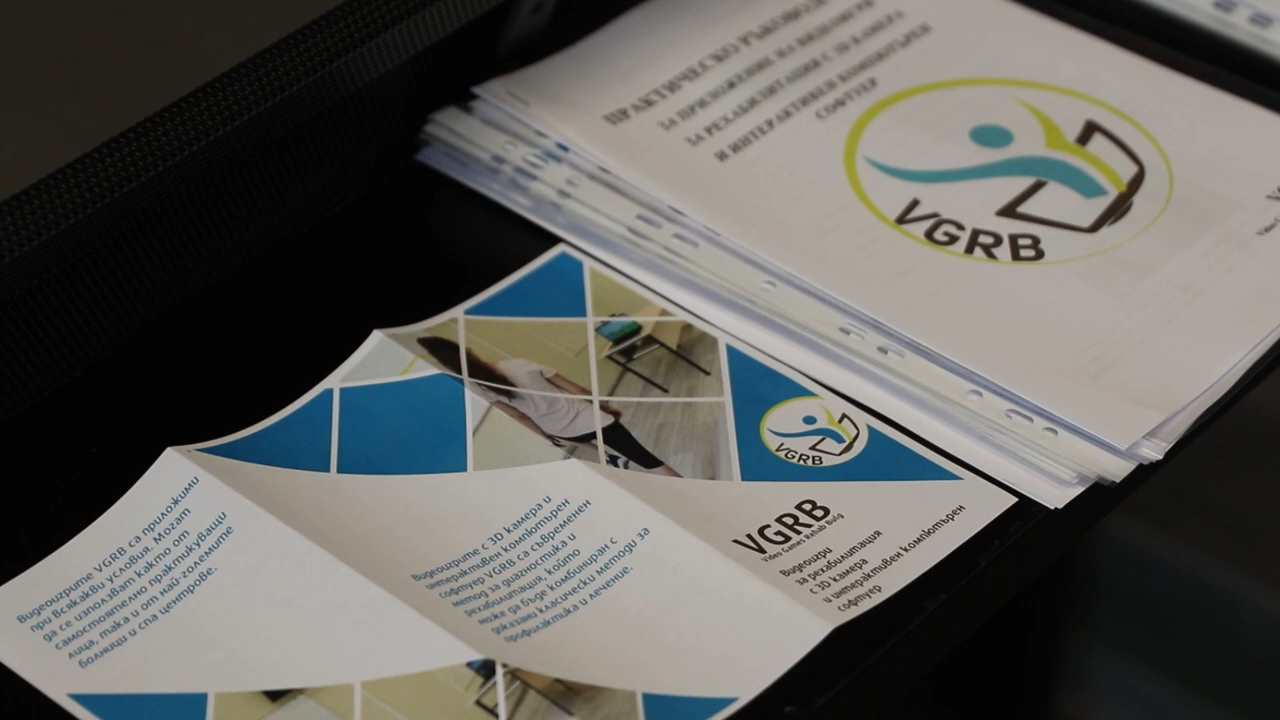 ПРАКТИЧЕСКО РЪКОВОД
ЗА ПРИЛОЖЕНИЕ НА ВИДЕОИГРИ
ЗА РЕХАБИЛИТАЦИЯ С 3D КАМЕРА
И ИНТЕРАКТИВЕН КОМПЮТЪРЕН
СОФТУЕР
VGRB
VGRB
Видеоигрите VGRB са приложими
при всякакви условия. Могат
да се използват както от
самостоятелно практикуващи
лица, така и от най-големите
болници и спа центрове.
Видеоигрите с 3D камера и
интерактивен компютърен
софтуер VGRB са съвременен
метод за диагностика и
рехабилитация, който
може да бъде комбиниран с
доказани класически методи за
профилактика и лечение.
VGRB
Video Games Rehab Bulg
Видеоигри
за рехабилитация
с 3D камера
и интерактивен компютърен
софтуер